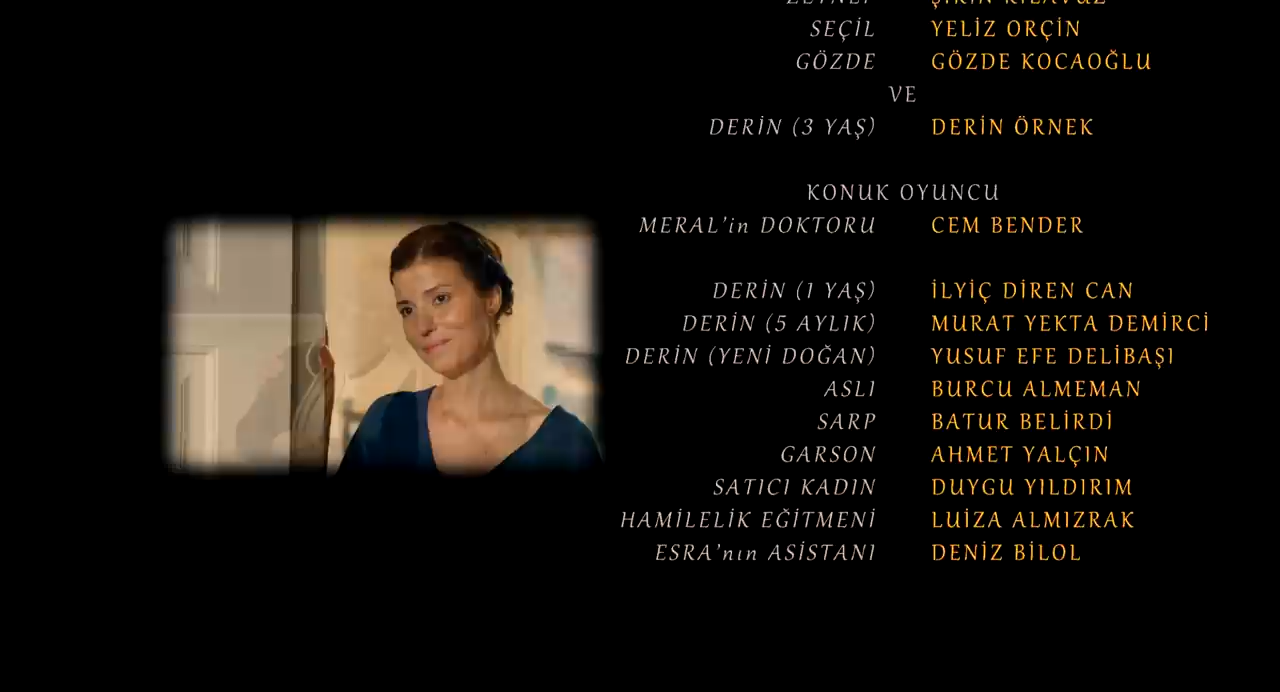 SEÇİL YELİZ ORÇİN
GÖZDE GÖZDE KOCAOĞLU
VE
DERİN (3 YAŞ) DERİN ÖRNEK
KONUK OYUNCU
MERAL'in DOKTORU CEM BENDER
DERİN (1 YAŞ) İLYİÇ DİREN CAN
DERİN (5 AYLIK) MURAT YEKTA DEMİRCİ
DERİN (YENİ DOĞAN) YUSUF EFE DELİBAŞI
ASLI BURCU ALMEMAN
SARP BATUR BELİRDİ
GARSON AHMET YALÇIN
SATICI KADIN DUYGU YILDIRIM
HAMİLELİK EĞİTMENİ LUİZA ALMIZRAK
ESRA'nın ASİSTANI DENİZ BİLOL